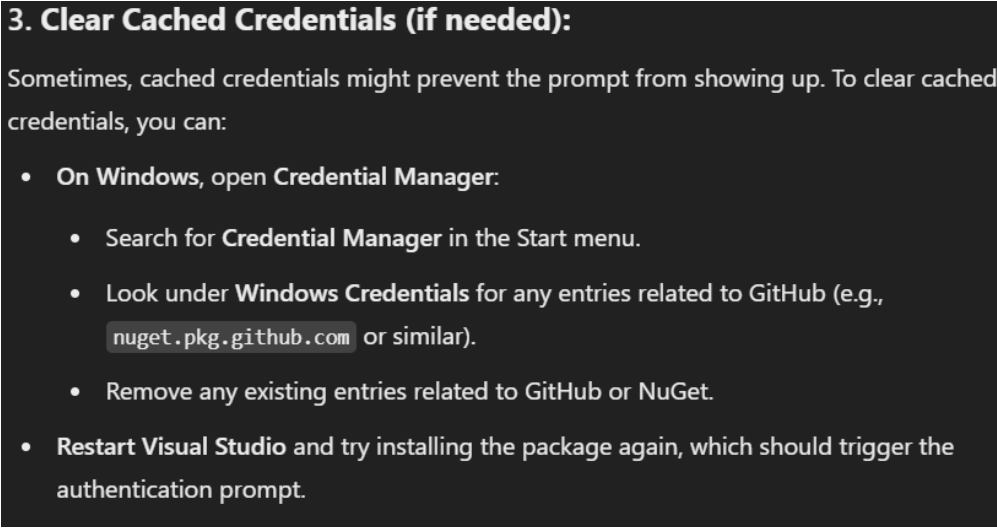 3. Clear Cached Credentials (if needed):
Sometimes, cached credentials might prevent the prompt from showing up. To clear cached
credentials, you can:
• On Windows, open Credential Manager:
• Search for Credential Manager in the Start menu.
• Look under Windows Credentials for any entries related to GitHub (e.g.,
nuget.pkg.github.com or similar).
• Remove any existing entries related to GitHub or NuGet.
• Restart Visual Studio and try installing the package again, which should trigger the
authentication prompt.